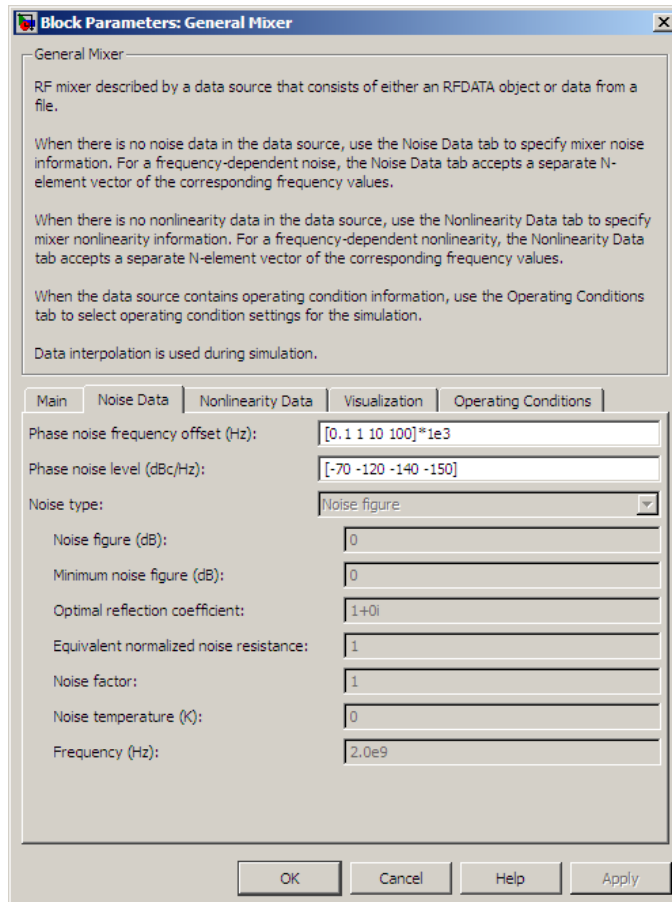 Block Parameters: General Mixer
General Mixer
RF mixer described by a data source that consists of either an RFDATA object or data from a
file.
When there is no noise data in the data source, use the Noise Data tab to specify mixer noise
information. For a frequency-dependent noise, the Noise Data tab accepts a separate N-
element vector of the corresponding frequency values.
When there is no nonlinearity data in the data source, use the Nonlinearity Data tab to specify
mixer nonlinearity information. For a frequency-dependent nonlinearity, the Nonlinearity Data
tab accepts a separate N-element vector of the corresponding frequency values.
When the data source contains operating condition information, use the Operating Conditions
tab to select operating condition settings for the simulation.
Data interpolation is used during simulation.
Main Noise Data Nonlinearity Data Visualization Operating Conditions
Phase noise frequency offset (Hz): [0.1 1 10 100]*1e3
Phase noise level (dBc/Hz): [-70 -120 -140 -150]
Noise type: Noise figure
Noise figure (dB): 0
Minimum noise figure (dB): 0
Optimal reflection coefficient: 1+0i
Equivalent normalized noise resistance: 1
Noise factor: 1
Noise temperature (K): 0
Frequency (Hz): 2.0e9
OK Cancel Help Apply